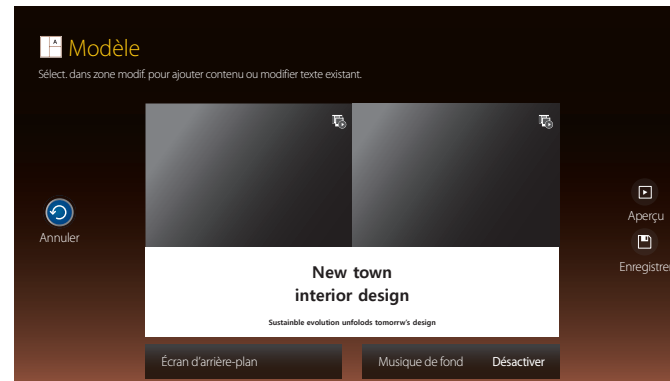 A
Modèle
Sélect. dans zone modif. pour ajouter contenu ou modifier texte existant.
Annuler
New town
interior design
Sustainble evolution unfolods tomorrw's design
Aperçu
Enregistrer
Écran d'arrière-plan
Musique de fond Désactiver